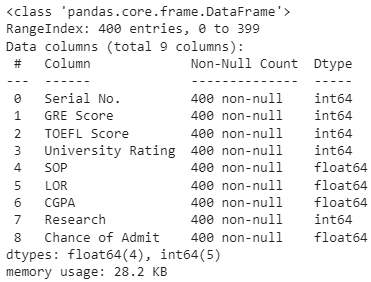 <class 'pandas.core.frame.DataFrame'>
RangeIndex: 400 entries, 0 to 399
Data columns (total 9 columns):
 #   Column             Non-Null Count  Dtype
---  ------             --------------  -----
 0   Serial No.         400 non-null    int64
 1   GRE Score          400 non-null    int64
 2   TOEFL Score        400 non-null    int64
 3   University Rating  400 non-null    int64
 4   SOP                400 non-null    float64
 5   LOR                400 non-null    float64
 6   CGPA               400 non-null    float64
 7   Research           400 non-null    int64
 8   Chance of Admit    400 non-null    float64
dtypes: float64(4), int64(5)
memory usage: 28.2 KB